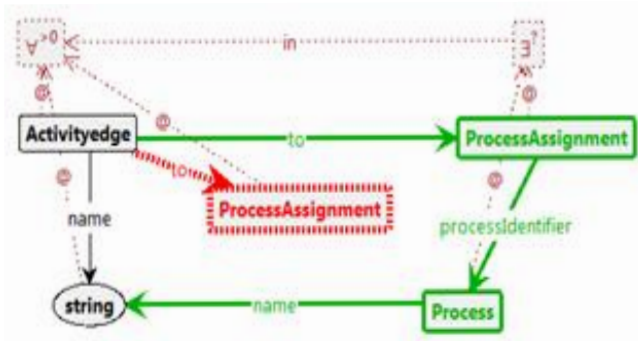 ∀>0
in
∃?
@
@
@
Activityedge
to
ProcessAssignment
to
@
@
ProcessAssignment
name
processIdentifier
string
name
Process